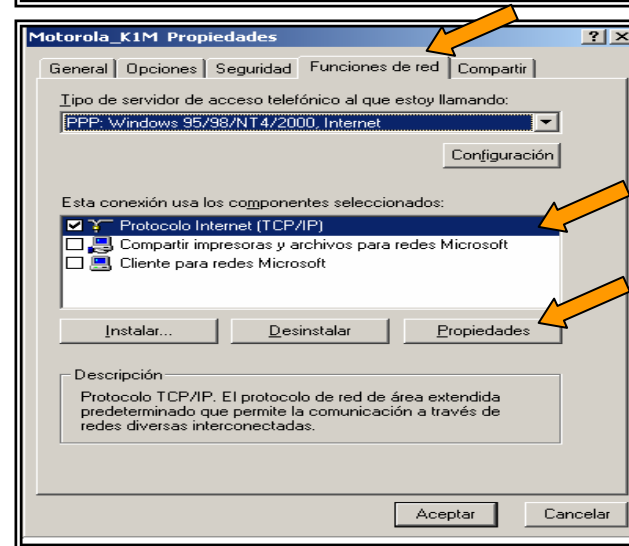 Motorola_K1M Propiedades
General Opciones Seguridad Funciones de red Compartir
Tipo de servidor de acceso telefónico al que estoy llamando:
PPP: Windows 95/98/NT4/2000, Internet
Configuración
Esta conexión usa los componentes seleccionados:
Protocolo Internet (TCP/IP)
Compartir impresoras y archivos para redes Microsoft
Cliente para redes Microsoft
Instalar... Desinstalar Propiedades
Descripción
Protocolo TCP/IP. El protocolo de red de área extendida
predeterminado que permite la comunicación a través de
redes diversas interconectadas.
Aceptar Cancelar